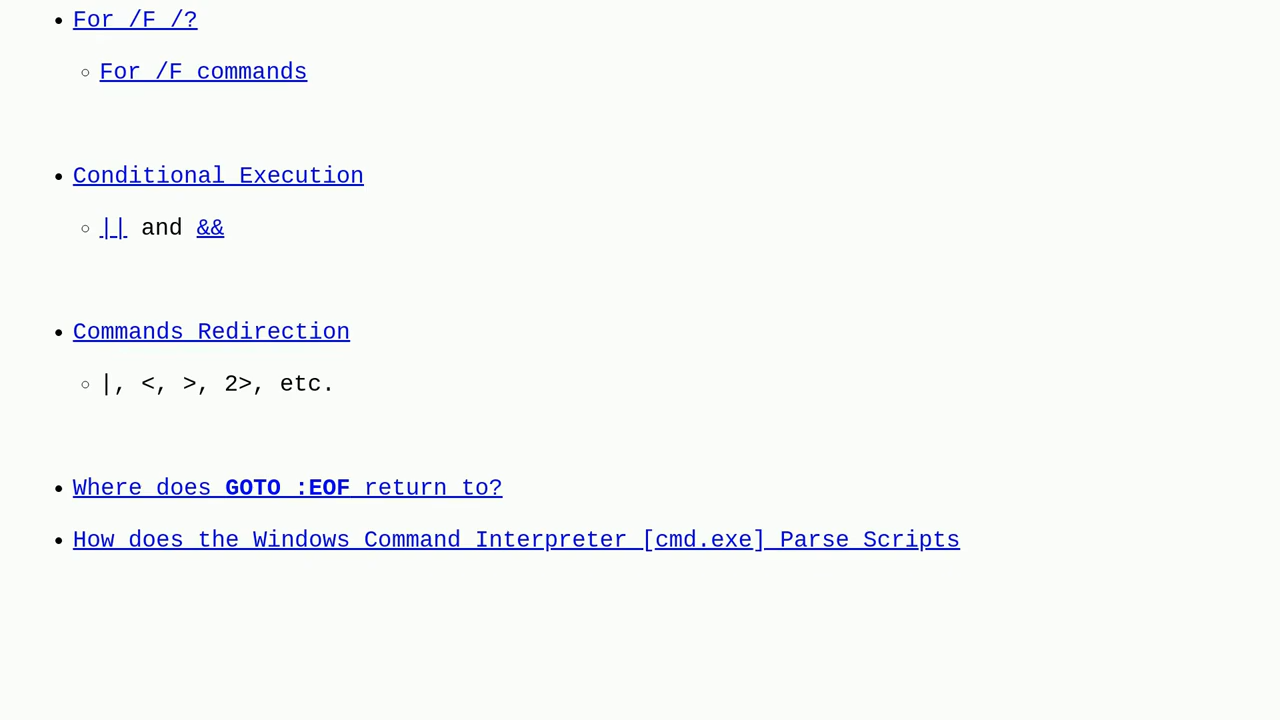 • For /F /?
○ For /F commands
• Conditional Execution
○ || and &&
• Commands Redirection
○ |, <, >, 2>, etc.
• Where does GOTO :EOF return to?
• How does the Windows Command Interpreter [cmd.exe] Parse Scripts